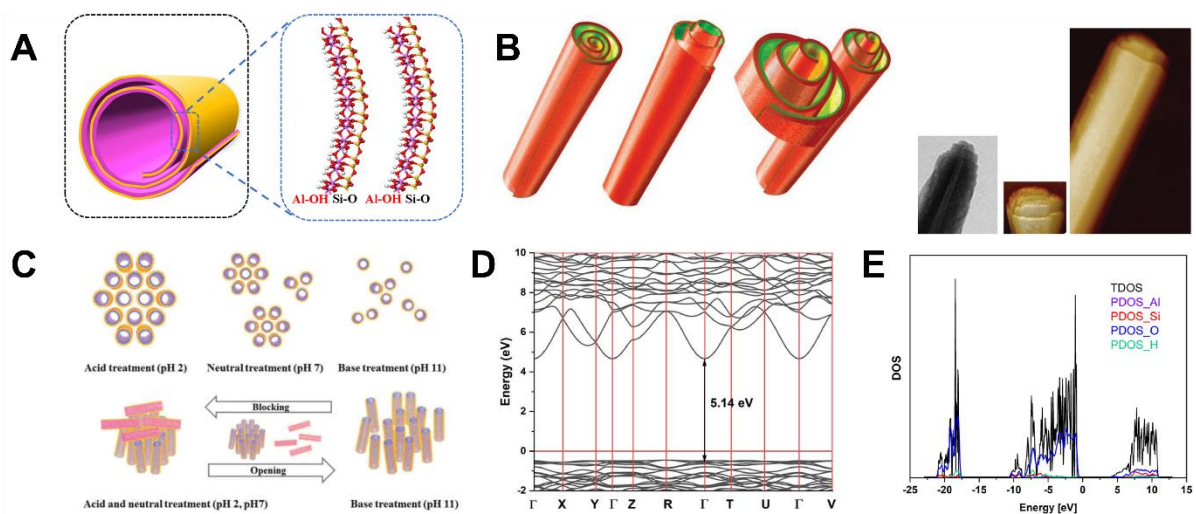 A
Al-OH Si-O Al-OH Si-O
B
C
Acid treatment (pH 2) Neutral treatment (pH 7) Base treatment (pH 11)
Blocking
Opening
Acid and neutral treatment (pH 2, pH7) Base treatment (pH 11)
D
Energy (eV)
10
8
6
4
2
0
-2
5.14 eV
Γ X Y Γ Z R Γ T U Γ V
E
DOS
TDOS
PDOS_Al
PDOS_Si
PDOS_O
PDOS_H
-25 -20 -15 -10 -5 0 5 10 15
Energy [eV]